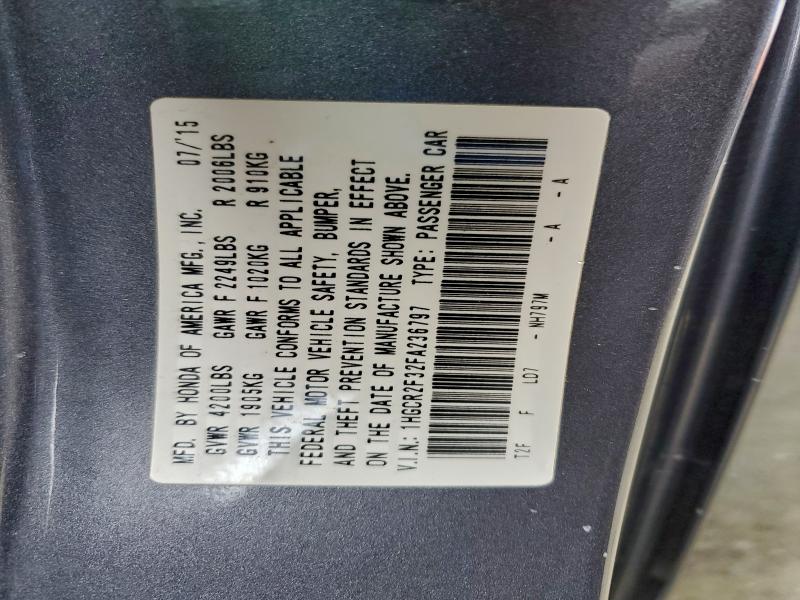 MFD. BY HONDA OF AMERICA MFG., INC. 07/'15
GVWR 4200LBS GAWR F 2249LBS R 2006LBS
GVWR 1905KG GAWR F 1020KG R 910KG
THIS VEHICLE CONFORMS TO ALL APPLICABLE
FEDERAL MOTOR VEHICLE SAFETY, BUMPER,
AND THEFT PREVENTION STANDARDS IN EFFECT
ON THE DATE OF MANUFACTURE SHOWN ABOVE.
V.I.N.: 1HGCR2F32FA236797 TYPE: PASSENGER CAR
T2F F LD7 - NH797M - A - A